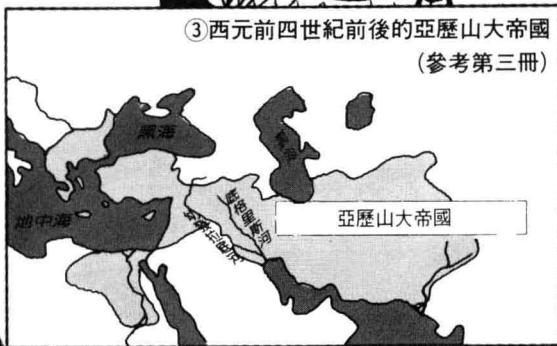 ③西元前四世紀前後的亞歷山大帝國
(參考第三冊)
黑海
裏海
地中海
底格里斯河
幼發拉底河
亞歷山大帝國